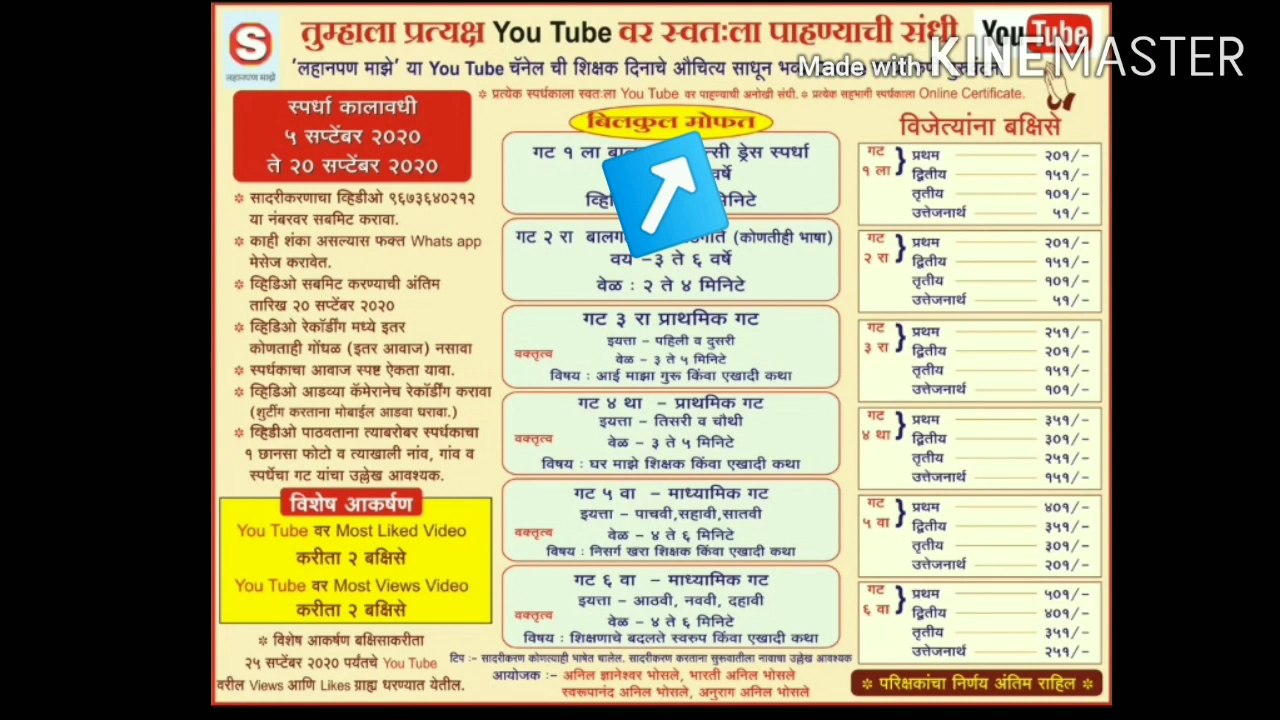 तुम्हाला प्रत्यक्ष You Tube वर स्वतःला पाहण्याची संधी
You Tube
S
लहानपण माझे
'लहानपण माझे' या You Tube चॅनेल ची शिक्षक दिनाचे औचित्य साधून
Made with KINEMASTER
✽ प्रत्येक स्पर्धकाला स्वतःला You Tube वर पाहण्याची अनोखी संधी. ✽ प्रत्येक सहभागी स्पर्धकाला Online Certificate.
स्पर्धा कालावधी
५ सप्टेंबर २०२०
ते २० सप्टेंबर २०२०
✽ सादरीकरणाचा व्हिडीओ ९६७३६४०२१२
या नंबरवर सबमिट करावा.
✽ काही शंका असल्यास फक्त Whats app
मेसेज करावेत.
✽ व्हिडिओ सबमिट करण्याची अंतिम
तारिख २० सप्टेंबर २०२०
✽ व्हिडिओ रेकॉर्डींग मध्ये इतर
कोणताही गोंधळ (इतर आवाज) नसावा
✽ स्पर्धकाचा आवाज स्पष्ट ऐकता यावा.
✽ व्हिडिओ आडव्या कॅमेरानेच रेकॉर्डींग करावा
(शुटींग करताना मोबाईल आडवा धरावा.)
✽ व्हिडीओ पाठवताना त्याबरोबर स्पर्धकाचा
१ छानसा फोटो व त्याखाली नांव, गांव व
स्पर्धेचा गट यांचा उल्लेख आवश्यक.
विशेष आकर्षण
You Tube वर Most Liked Video
करीता २ बक्षिसे
You Tube वर Most Views Video
करीता २ बक्षिसे
✽ विशेष आकर्षण बक्षिसाकरीता
२५ सप्टेंबर २०२० पर्यंतचे You Tube
वरील Views आणि Likes ग्राह्य धरण्यात येतील.
बिलकुल मोफत
गट १ ला ड्रेस स्पर्धा
वर्षे
मिनिटे
गट २ रा (कोणतीही भाषा)
वय -३ ते ६ वर्षे
वेळ : २ ते ४ मिनिटे
गट ३ रा प्राथमिक गट
इयत्ता - पहिली व दुसरी
वक्तृत्व वेळ - ३ ते ५ मिनिटे
विषय : आई माझा गुरू किंवा एखादी कथा
गट ४ था - प्राथमिक गट
इयत्ता - तिसरी व चौथी
वक्तृत्व वेळ - ३ ते ५ मिनिटे
विषय : घर माझे शिक्षक किंवा एखादी कथा
गट ५ वा - माध्यामिक गट
इयत्ता - पाचवी,सहावी,सातवी
वक्तृत्व वेळ - ४ ते ६ मिनिटे
विषय : निसर्ग खरा शिक्षक किंवा एखादी कथा
गट ६ वा - माध्यामिक गट
इयत्ता - आठवी, नववी, दहावी
वक्तृत्व वेळ - ४ ते ६ मिनिटे
विषय : शिक्षणाचे बदलते स्वरुप किंवा एखादी कथा
टिप :- सादरीकरण कोणत्याही भाषेत चालेल. सादरीकरण करताना सुरूवातीला नावाचा उल्लेख आवश्यक
आयोजक :- अनिल ज्ञानेश्वर भोसले, भारती अनिल भोसले
स्वरूपानंद अनिल भोसले, अनुराग अनिल भोसले
विजेत्यांना बक्षिसे
गट १ ला } प्रथम २०१/-
द्वितीय १५१/-
तृतीय १०१/-
उत्तेजनार्थ ५१/-
गट २ रा } प्रथम २०१/-
द्वितीय १५१/-
तृतीय १०१/-
उत्तेजनार्थ ५१/-
गट ३ रा } प्रथम २५१/-
द्वितीय २०१/-
तृतीय १५१/-
उत्तेजनार्थ १०१/-
गट ४ था } प्रथम ३५१/-
द्वितीय ३०१/-
तृतीय २५१/-
उत्तेजनार्थ १५१/-
गट ५ वा } प्रथम ४०१/-
द्वितीय ३५१/-
तृतीय ३०१/-
उत्तेजनार्थ २५१/-
गट ६ वा } प्रथम ५०१/-
द्वितीय ४०१/-
तृतीय ३५१/-
उत्तेजनार्थ २५१/-
✽ परिक्षकांचा निर्णय अंतिम राहिल ✽